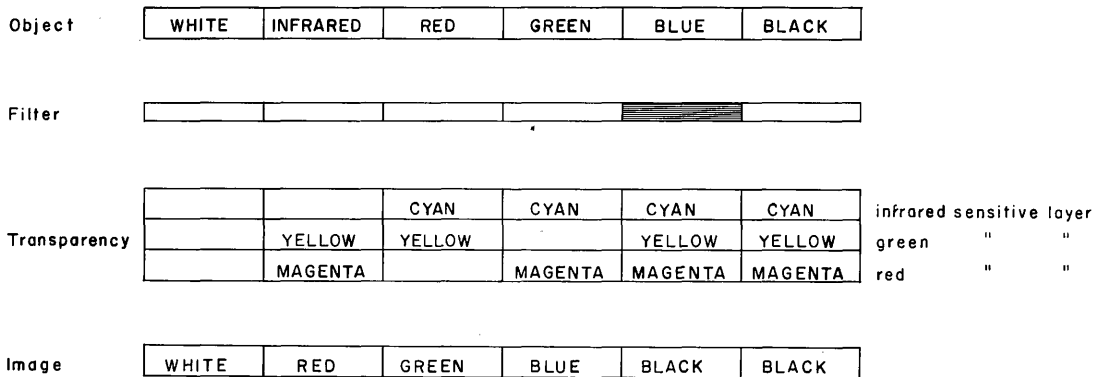 Object WHITE INFRARED RED GREEN BLUE BLACK
Filter
CYAN CYAN CYAN CYAN infrared sensitive layer
Transparency YELLOW YELLOW YELLOW YELLOW green " "
MAGENTA MAGENTA MAGENTA MAGENTA red " "
Image WHITE RED GREEN BLUE BLACK BLACK